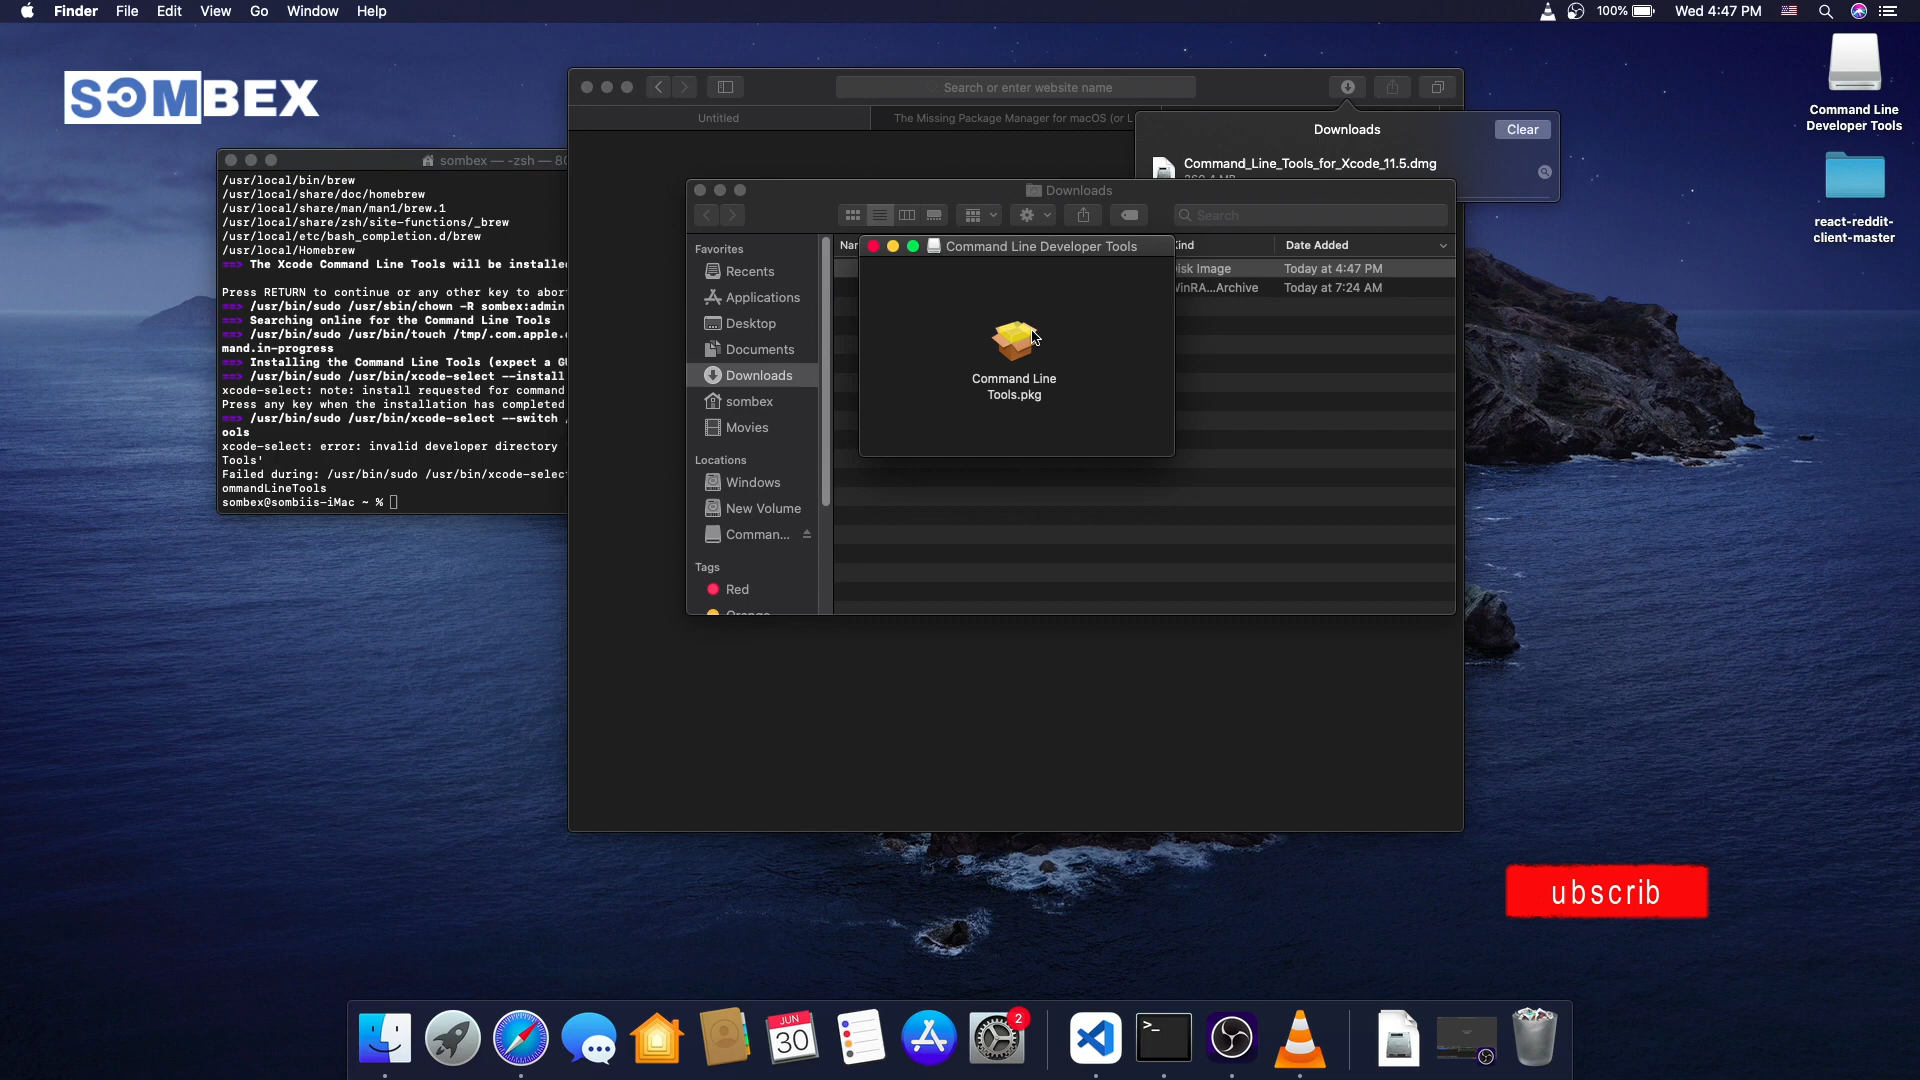 Finder File Edit View Go Window Help
100% Wed 4:47 PM
SOMBEX
Command Line
Developer Tools
react-reddit-
client-master
Search or enter website name
Untitled
The Missing Package Manager for macOS (or L
Downloads
Clear
Command_Line_Tools_for_Xcode_11.5.dmg
sombex — -zsh — 80
/usr/local/bin/brew
/usr/local/share/doc/homebrew
/usr/local/share/man/man1/brew.1
/usr/local/share/zsh/site-functions/_brew
/usr/local/etc/bash_completion.d/brew
/usr/local/Homebrew
==> The Xcode Command Line Tools will be installe
Press RETURN to continue or any other key to abor
==> /usr/bin/sudo /usr/sbin/chown -R sombex:admin
==> Searching online for the Command Line Tools
==> /usr/bin/sudo /usr/bin/touch /tmp/.com.apple.
mand.in-progress
==> Installing the Command Line Tools (expect a GU
==> /usr/bin/sudo /usr/bin/xcode-select --install
xcode-select: note: install requested for command
Press any key when the installation has completed
==> /usr/bin/sudo /usr/bin/xcode-select --switch
ools
xcode-select: error: invalid developer directory
Tools'
Failed during: /usr/bin/sudo /usr/bin/xcode-selec
ommandLineTools
sombex@sombiis-iMac ~ %
Downloads
Search
Favorites
Recents
Applications
Desktop
Documents
Downloads
sombex
Movies
Locations
Windows
New Volume
Comman...
Tags
Red
Orange
Nar
Kind
Date Added
Disk Image
Today at 4:47 PM
WinRA...Archive
Today at 7:24 AM
Command Line Developer Tools
Command Line
Tools.pkg
ubscrib
JUN
30
2